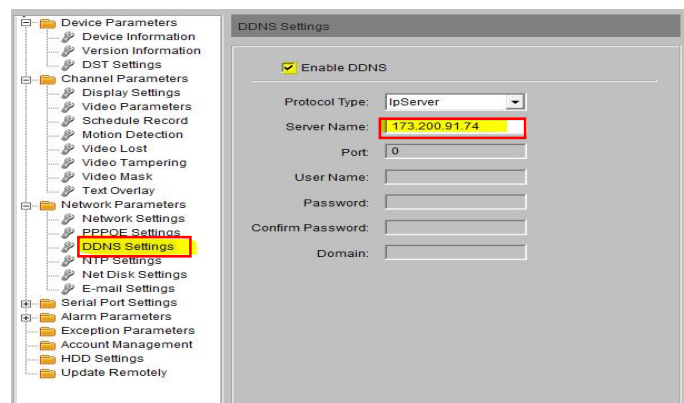 Device Parameters
Device Information
Version Information
DST Settings
Channel Parameters
Display Settings
Video Parameters
Schedule Record
Motion Detection
Video Lost
Video Tampering
Video Mask
Text Overlay
Network Parameters
Network Settings
PPPOE Settings
DDNS Settings
NTP Settings
Net Disk Settings
E-mail Settings
Serial Port Settings
Alarm Parameters
Exception Parameters
Account Management
HDD Settings
Update Remotely
DDNS Settings
Enable DDNS
Protocol Type: IpServer
Server Name: 173.200.91.74
Port: 0
User Name:
Password:
Confirm Password:
Domain: